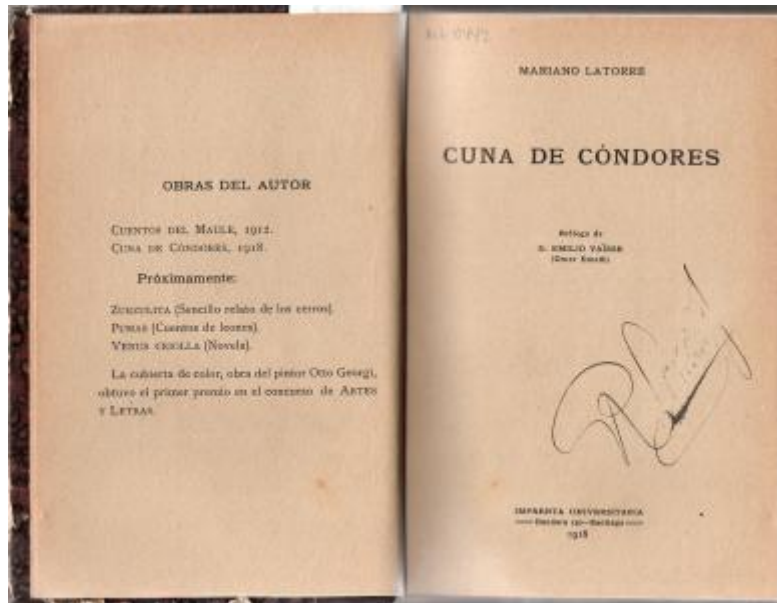 OBRAS DEL AUTOR
CUENTOS DEL MAULE, 1912.
CUNA DE CÓNDORES, 1918.
Próximamente:
ZURZULITA (Sencillo relato de los cerros).
PUMAS (Cuentos de leones).
VENUS CRIOLLA (Novela).
La cubierta de color, obra del pintor Otto Georgi,
obtuvo el primer premio en el concurso de ARTES
Y LETRAS
MARIANO LATORRE
CUNA DE CÓNDORES
Prólogo de
D. EMILIO VAÏSSE
(Omer Emeth)
IMPRENTA UNIVERSITARIA
Santiago
1918